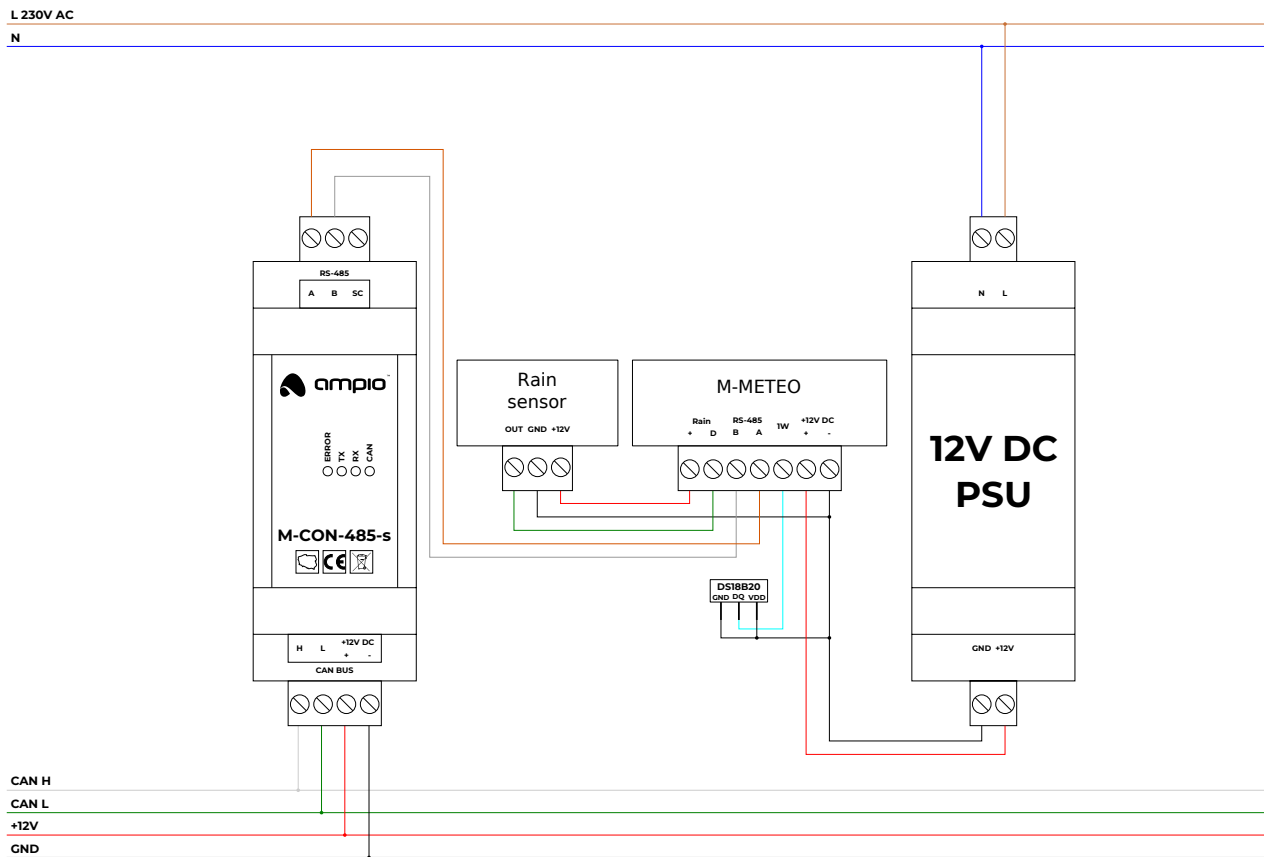 L 230V AC
N
RS-485
A B SC
ampio
ERROR
TX
RX
CAN
M-CON-485-s
CE
H L +12V DC
+ -
CAN BUS
Rain
sensor
OUT GND +12V
M-METEO
Rain RS-485 1W +12V DC
+ D B A + -
DS18B20
GND DQ VDD
N L
12V DC
PSU
GND +12V
CAN H
CAN L
+12V
GND